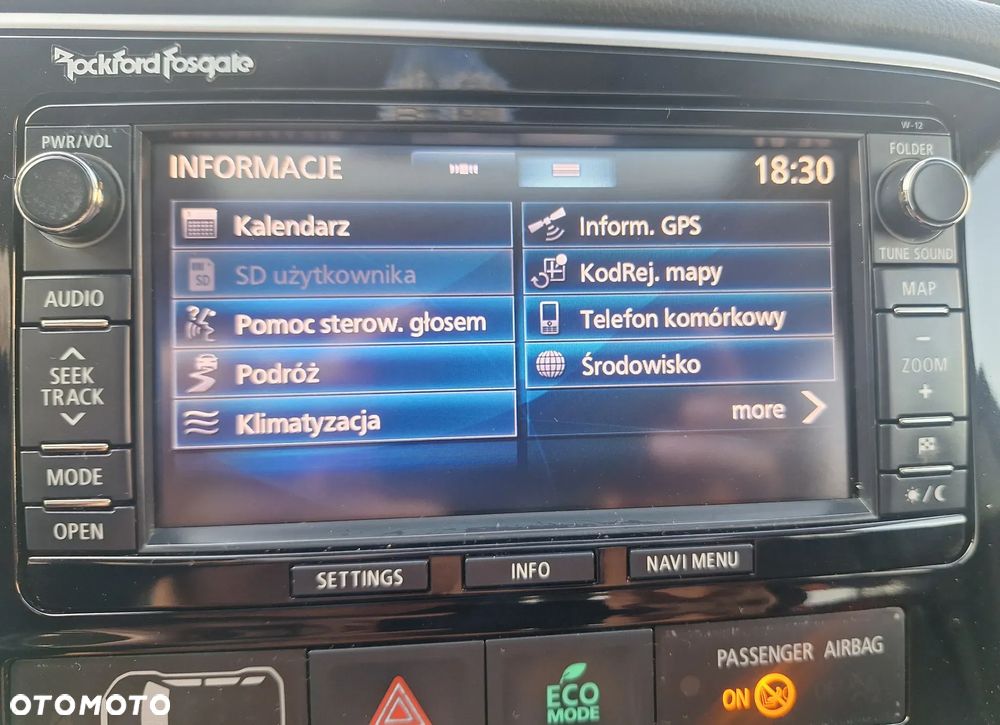 Rockford Fosgate
W-12
PWR/VOL
FOLDER
INFORMACJE
18:30
Kalendarz
Inform. GPS
SD użytkownika
KodRej. mapy
Pomoc sterow. głosem
Telefon komórkowy
Podróż
Środowisko
Klimatyzacja
more
TUNE SOUND
AUDIO
MAP
SEEK
TRACK
-
ZOOM
+
MODE
OPEN
SETTINGS
INFO
NAVI MENU
PASSENGER AIRBAG
ON
ECO
MODE
SD
OTOMOTO